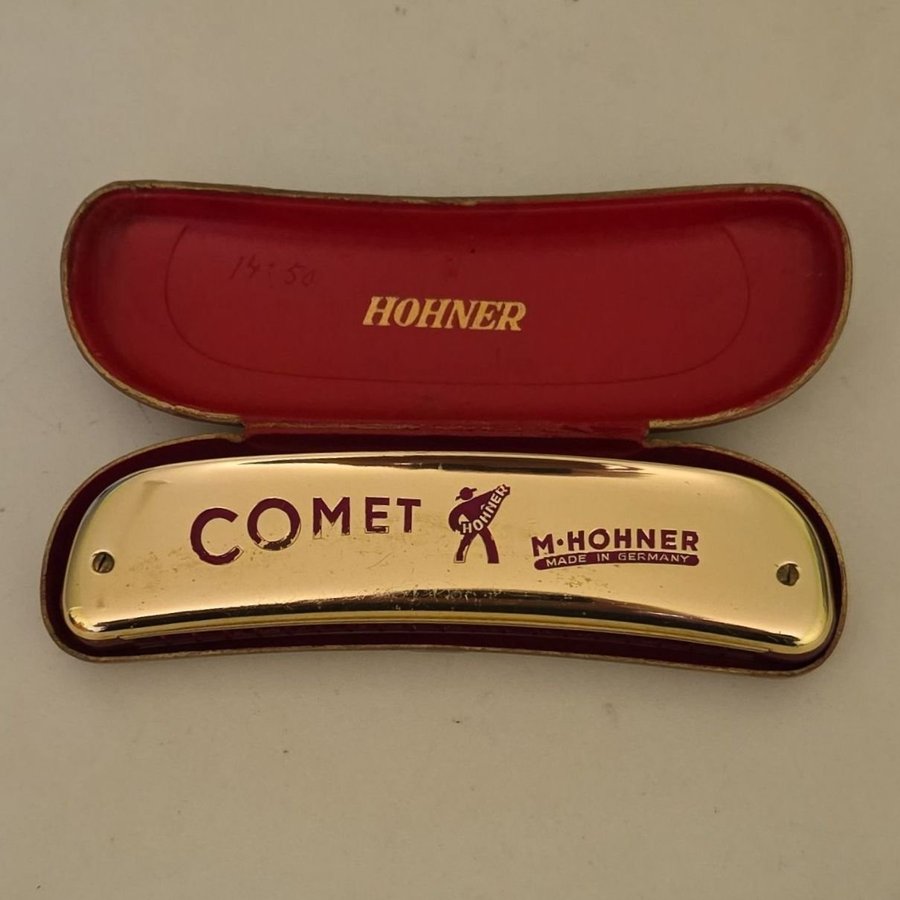 14:50
HOHNER
COMET
HOHNER
M·HOHNER
MADE IN GERMANY